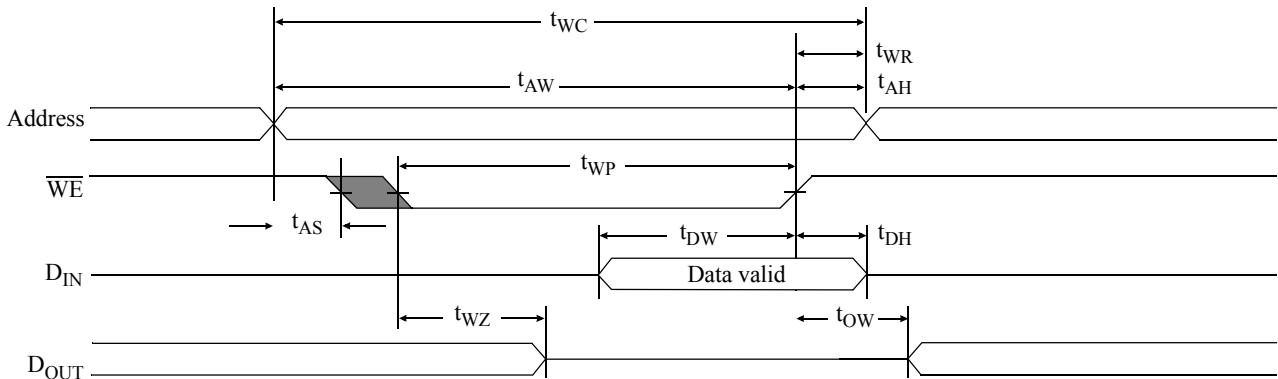 tWC
tWR
tAW
tAH
Address
tWP
WE
tAS
tDW
tDH
DIN
Data valid
tWZ
tOW
DOUT